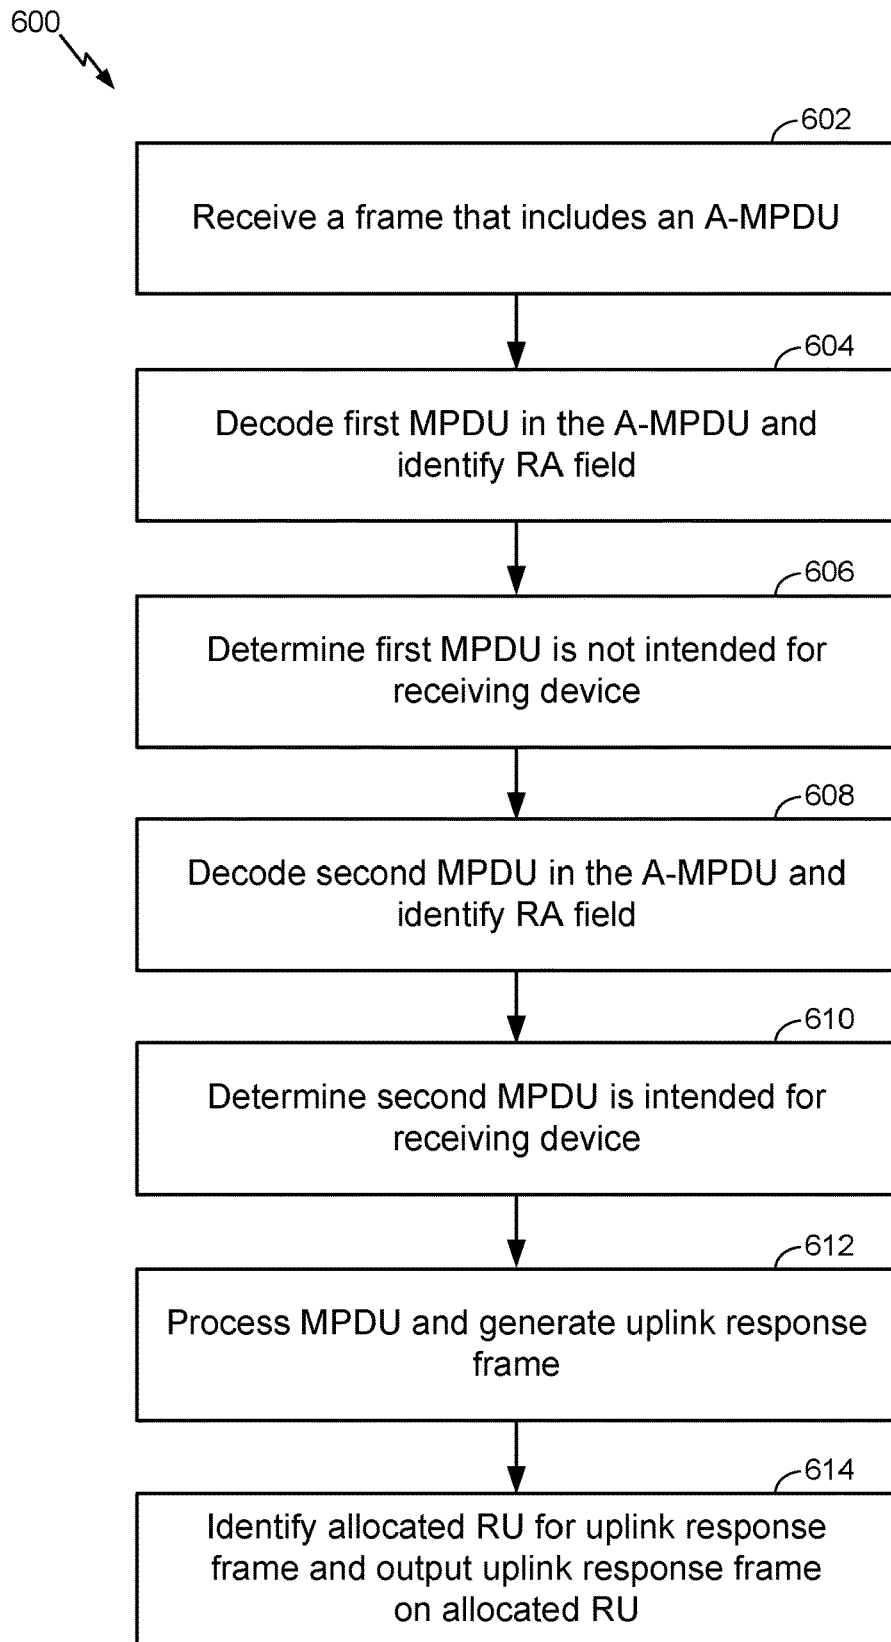 600
602
Receive a frame that includes an A-MPDU
604
Decode first MPDU in the A-MPDU and
identify RA field
606
Determine first MPDU is not intended for
receiving device
608
Decode second MPDU in the A-MPDU and
identify RA field
610
Determine second MPDU is intended for
receiving device
612
Process MPDU and generate uplink response
frame
614
Identify allocated RU for uplink response
frame and output uplink response frame
on allocated RU